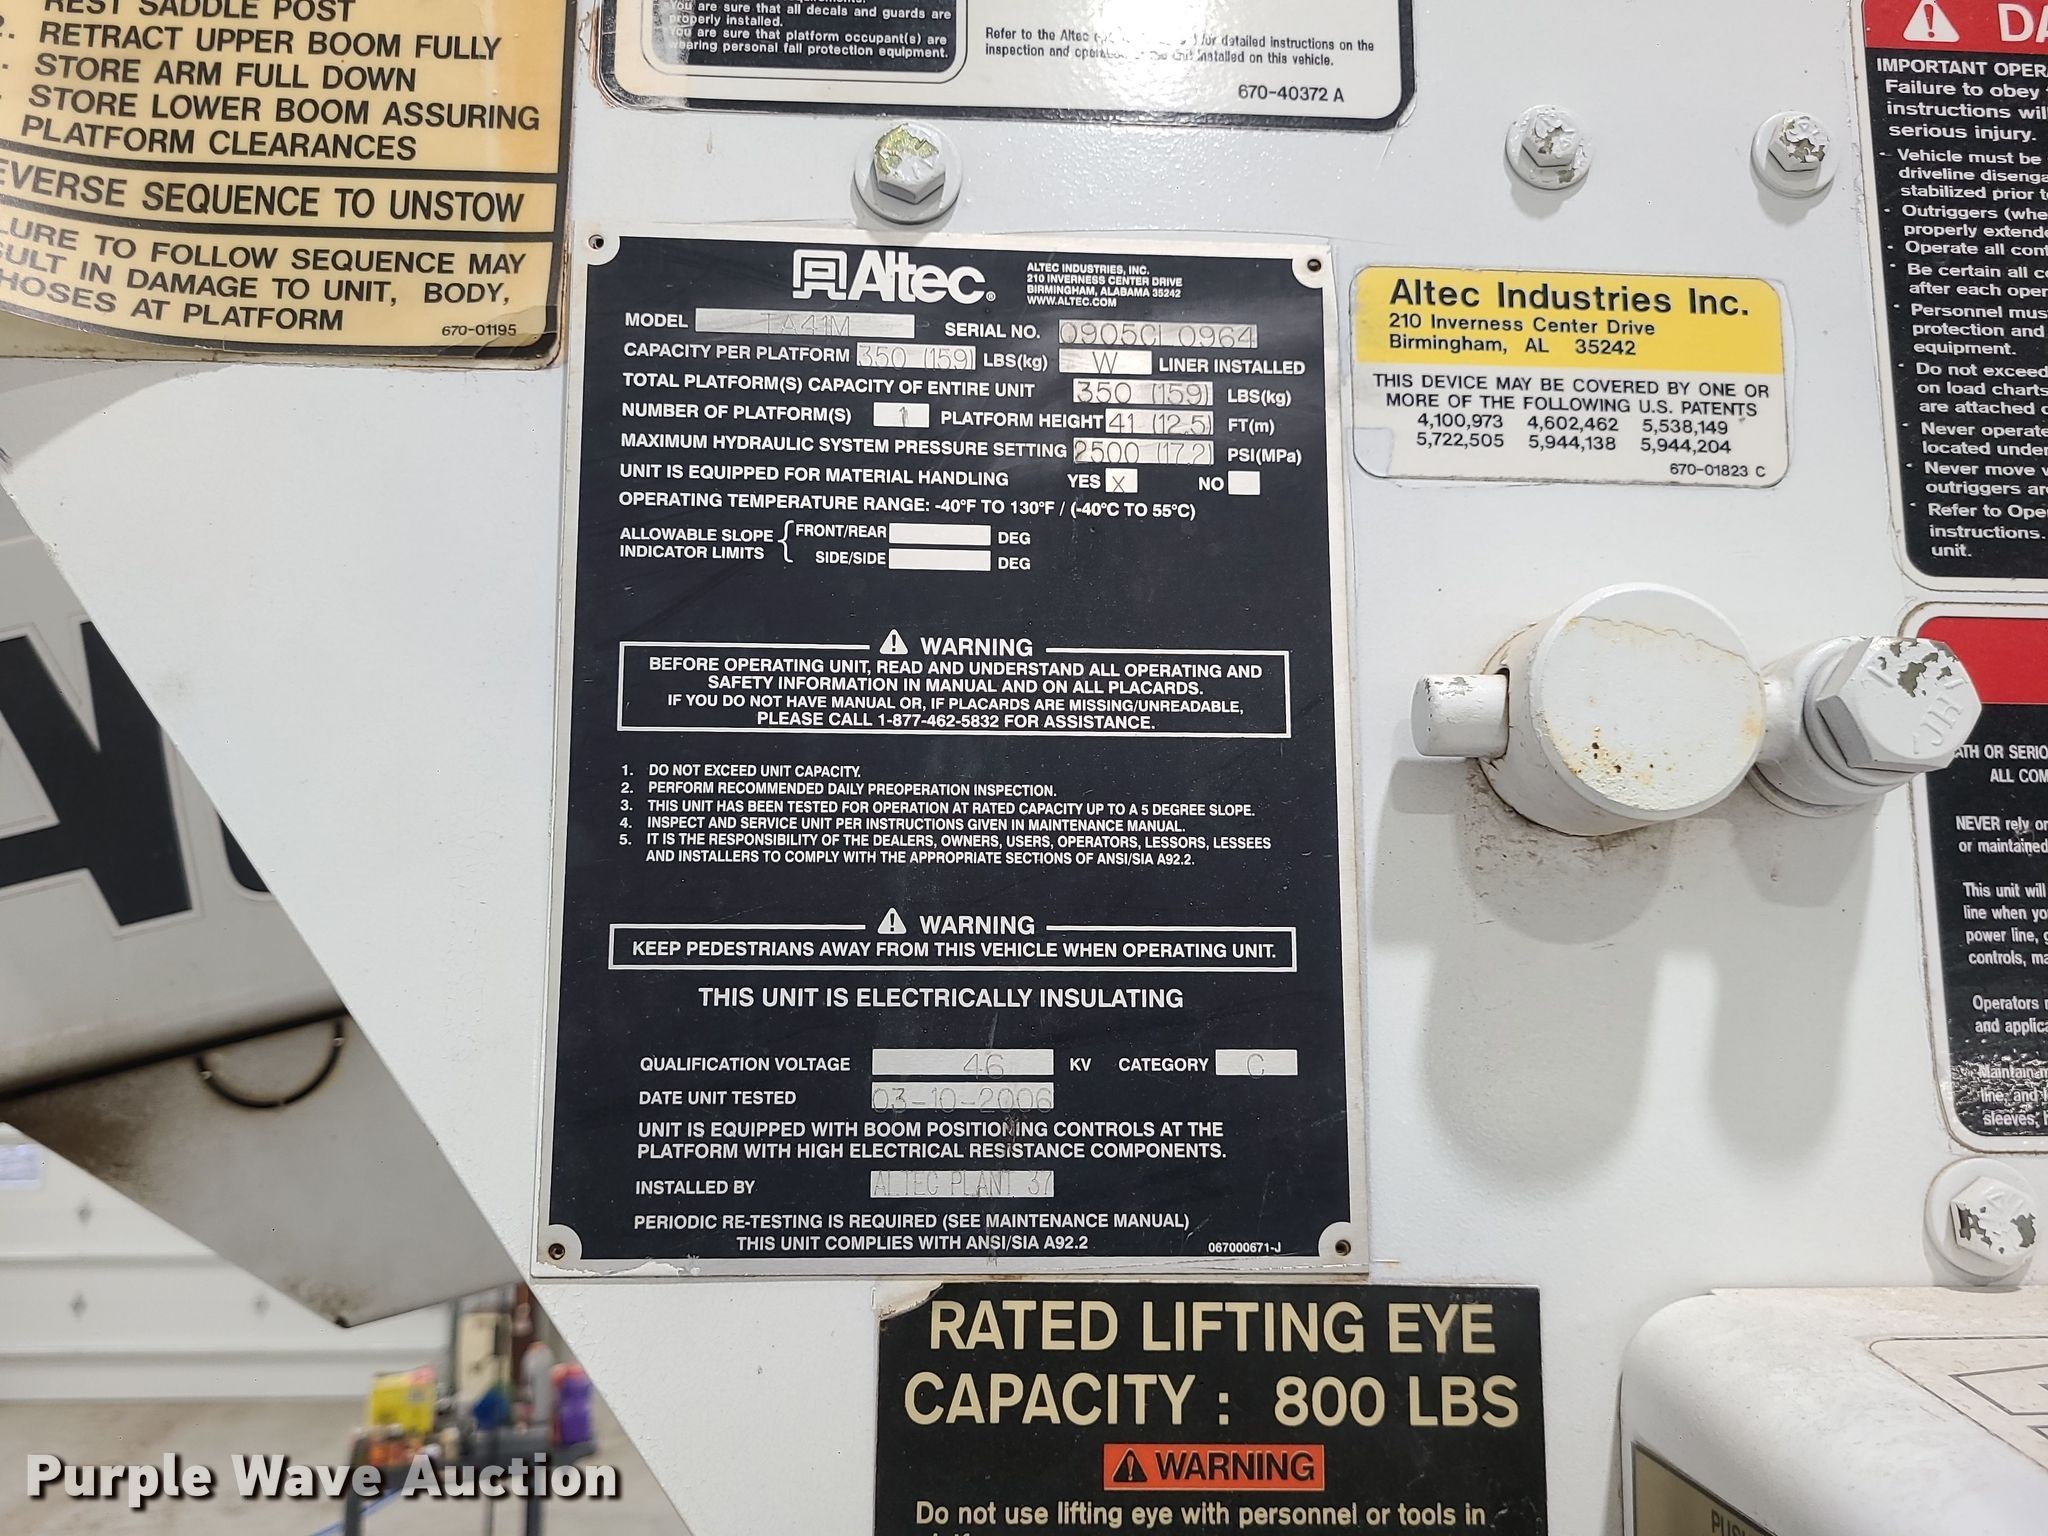 REST SADDLE POST
2. RETRACT UPPER BOOM FULLY
STORE ARM FULL DOWN
STORE LOWER BOOM ASSURING
PLATFORM CLEARANCES
EVERSE SEQUENCE TO UNSTOW
LURE TO FOLLOW SEQUENCE MAY
SULT IN DAMAGE TO UNIT, BODY,
HOSES AT PLATFORM
670-01195
You are sure that all decals and guards are
properly installed.
You are sure that platform occupant(s) are
wearing personal fall protection equipment.
Refer to the Altec for detailed instructions on the
inspection and installed on this vehicle.
670-40372 A
Altec
ALTEC INDUSTRIES, INC.
210 INVERNESS CENTER DRIVE
BIRMINGHAM, ALABAMA 35242
WWW.ALTEC.COM
MODEL TA41M SERIAL NO. 0905CL0964
CAPACITY PER PLATFORM 350 (159) LBS(kg) W LINER INSTALLED
TOTAL PLATFORM(S) CAPACITY OF ENTIRE UNIT 350 (159) LBS(kg)
NUMBER OF PLATFORM(S) 1 PLATFORM HEIGHT 41 (12.5) FT(m)
MAXIMUM HYDRAULIC SYSTEM PRESSURE SETTING 2500 (17.2) PSI(MPa)
UNIT IS EQUIPPED FOR MATERIAL HANDLING YES X NO
OPERATING TEMPERATURE RANGE: -40°F TO 130°F / (-40°C TO 55°C)
ALLOWABLE SLOPE INDICATOR LIMITS { FRONT/REAR DEG
SIDE/SIDE DEG
⚠ WARNING
BEFORE OPERATING UNIT, READ AND UNDERSTAND ALL OPERATING AND
SAFETY INFORMATION IN MANUAL AND ON ALL PLACARDS.
IF YOU DO NOT HAVE MANUAL OR, IF PLACARDS ARE MISSING/UNREADABLE,
PLEASE CALL 1-877-462-5832 FOR ASSISTANCE.
1. DO NOT EXCEED UNIT CAPACITY.
2. PERFORM RECOMMENDED DAILY PREOPERATION INSPECTION.
3. THIS UNIT HAS BEEN TESTED FOR OPERATION AT RATED CAPACITY UP TO A 5 DEGREE SLOPE.
4. INSPECT AND SERVICE UNIT PER INSTRUCTIONS GIVEN IN MAINTENANCE MANUAL.
5. IT IS THE RESPONSIBILITY OF THE DEALERS, OWNERS, USERS, OPERATORS, LESSORS, LESSEES
AND INSTALLERS TO COMPLY WITH THE APPROPRIATE SECTIONS OF ANSI/SIA A92.2.
⚠ WARNING
KEEP PEDESTRIANS AWAY FROM THIS VEHICLE WHEN OPERATING UNIT.
THIS UNIT IS ELECTRICALLY INSULATING
QUALIFICATION VOLTAGE 46 KV CATEGORY C
DATE UNIT TESTED 03-10-2006
UNIT IS EQUIPPED WITH BOOM POSITIONING CONTROLS AT THE
PLATFORM WITH HIGH ELECTRICAL RESISTANCE COMPONENTS.
INSTALLED BY ALTEC PLANT 37
PERIODIC RE-TESTING IS REQUIRED (SEE MAINTENANCE MANUAL)
THIS UNIT COMPLIES WITH ANSI/SIA A92.2
067000671-J
Altec Industries Inc.
210 Inverness Center Drive
Birmingham, AL 35242
THIS DEVICE MAY BE COVERED BY ONE OR
MORE OF THE FOLLOWING U.S. PATENTS
4,100,973 4,602,462 5,538,149
5,722,505 5,944,138 5,944,204
670-01823 C
⚠ DA
IMPORTANT OPER
Failure to obey
instructions will
serious injury.
Vehicle must be
driveline disenga
stabilized prior t
Outriggers (whe
properly extende
Operate all cont
Be certain all co
after each oper
Personnel must
protection and
equipment.
Do not exceed
on load charts
are attached o
Never operate
located under
Never move v
outriggers are
Refer to Oper
instructions.
unit.
JH
ATH OR SERIO
ALL COM
NEVER rely on
or maintained
This unit will
line when yo
power line, g
controls, ma
Operators
and applica
Maintain
line, and
sleeves,
RATED LIFTING EYE
CAPACITY : 800 LBS
⚠ WARNING
Do not use lifting eye with personnel or tools in
Purple Wave Auction